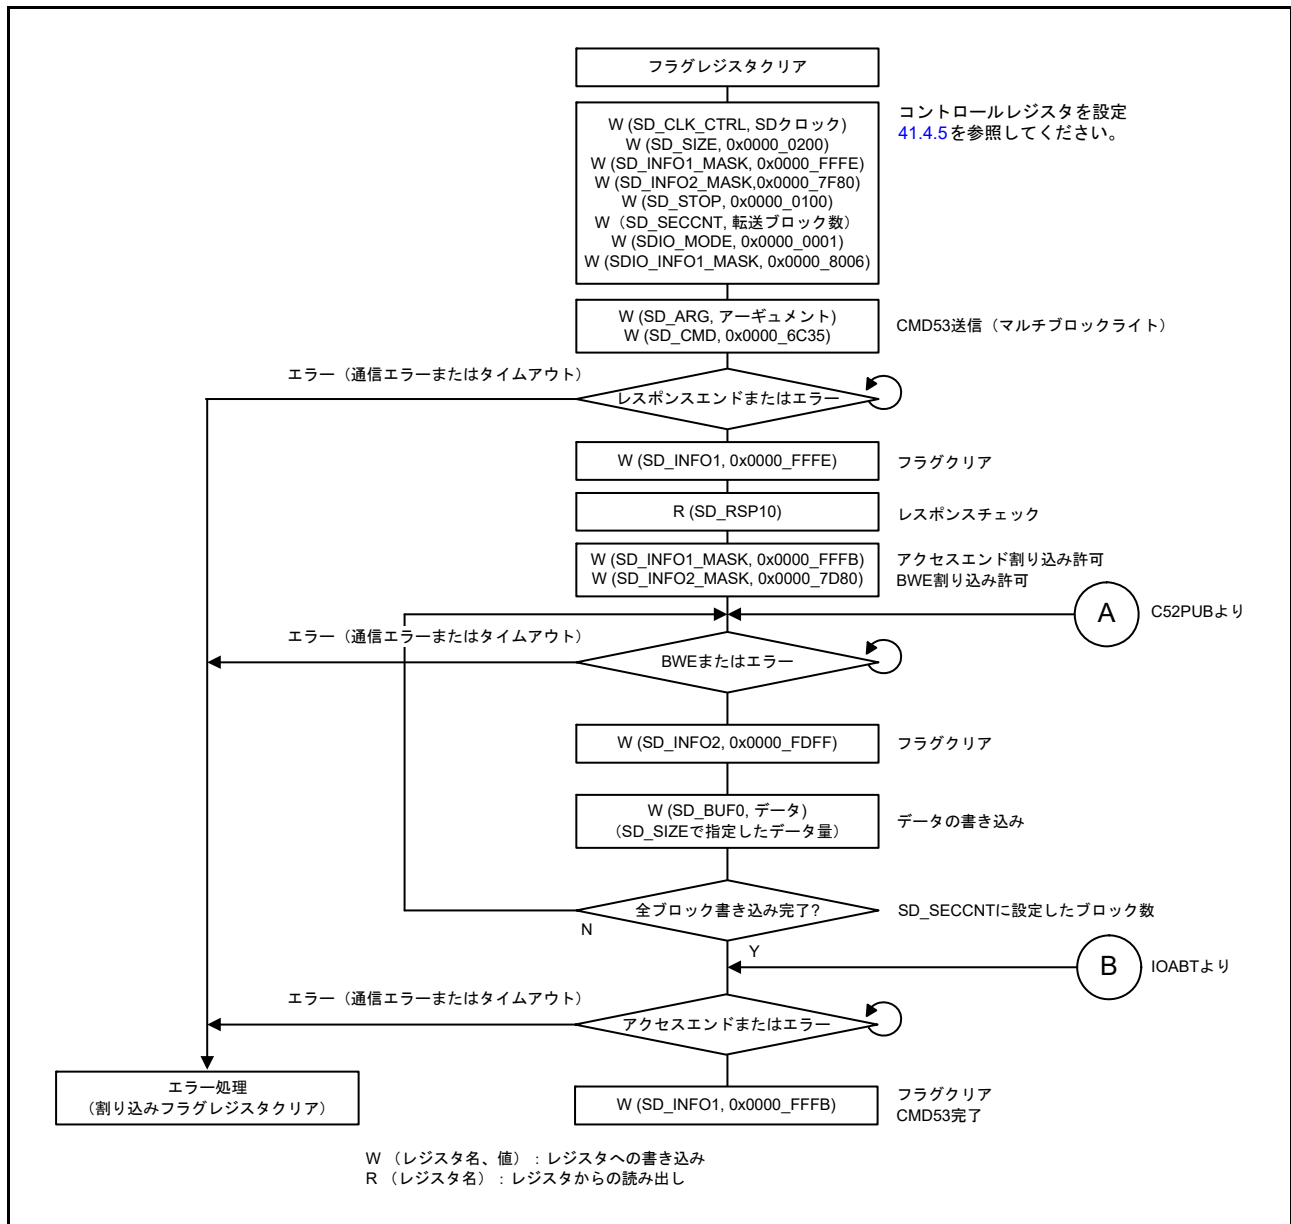 フラグレジスタクリア
W (SD_CLK_CTRL, SDクロック)
W (SD_SIZE, 0x0000_0200)
W (SD_INFO1_MASK, 0x0000_FFFE)
W (SD_INFO2_MASK,0x0000_7F80)
W (SD_STOP, 0x0000_0100)
W（SD_SECCNT, 転送ブロック数）
W (SDIO_MODE, 0x0000_0001)
W (SDIO_INFO1_MASK, 0x0000_8006)
コントロールレジスタを設定
41.4.5を参照してください。
W (SD_ARG, アーギュメント)
W (SD_CMD, 0x0000_6C35)
CMD53送信（マルチブロックライト）
エラー（通信エラーまたはタイムアウト）
レスポンスエンドまたはエラー
W (SD_INFO1, 0x0000_FFFE)
フラグクリア
R (SD_RSP10)
レスポンスチェック
W (SD_INFO1_MASK, 0x0000_FFFB)
W (SD_INFO2_MASK, 0x0000_7D80)
アクセスエンド割り込み許可
BWE割り込み許可
A
C52PUBより
エラー（通信エラーまたはタイムアウト）
BWEまたはエラー
W (SD_INFO2, 0x0000_FDFF)
フラグクリア
W (SD_BUF0, データ)
（SD_SIZEで指定したデータ量）
データの書き込み
全ブロック書き込み完了?
SD_SECCNTに設定したブロック数
N
Y
B
IOABTより
エラー（通信エラーまたはタイムアウト）
アクセスエンドまたはエラー
エラー処理
（割り込みフラグレジスタクリア）
W (SD_INFO1, 0x0000_FFFB)
フラグクリア
CMD53完了
W （レジスタ名、値）：レジスタへの書き込み
R （レジスタ名）：レジスタからの読み出し